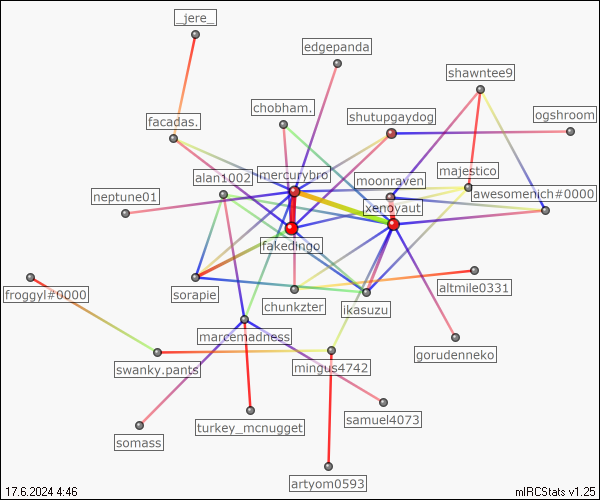 _jere_
edgepanda
shawntee9
chobham.
shutupgaydog
ogshroom
facadas.
mercurybro
majestico
alan1002
moonraven
awesomenich#0000
neptune01
xenoyaut
fakedingo
froggyl#0000
sorapie
chunkzter
ikasuzu
altmile0331
marcemadness
gorudenneko
swanky.pants
mingus4742
turkey_mcnugget
samuel4073
somass
artyom0593
17.6.2024 4:46
mIRCStats v1.25